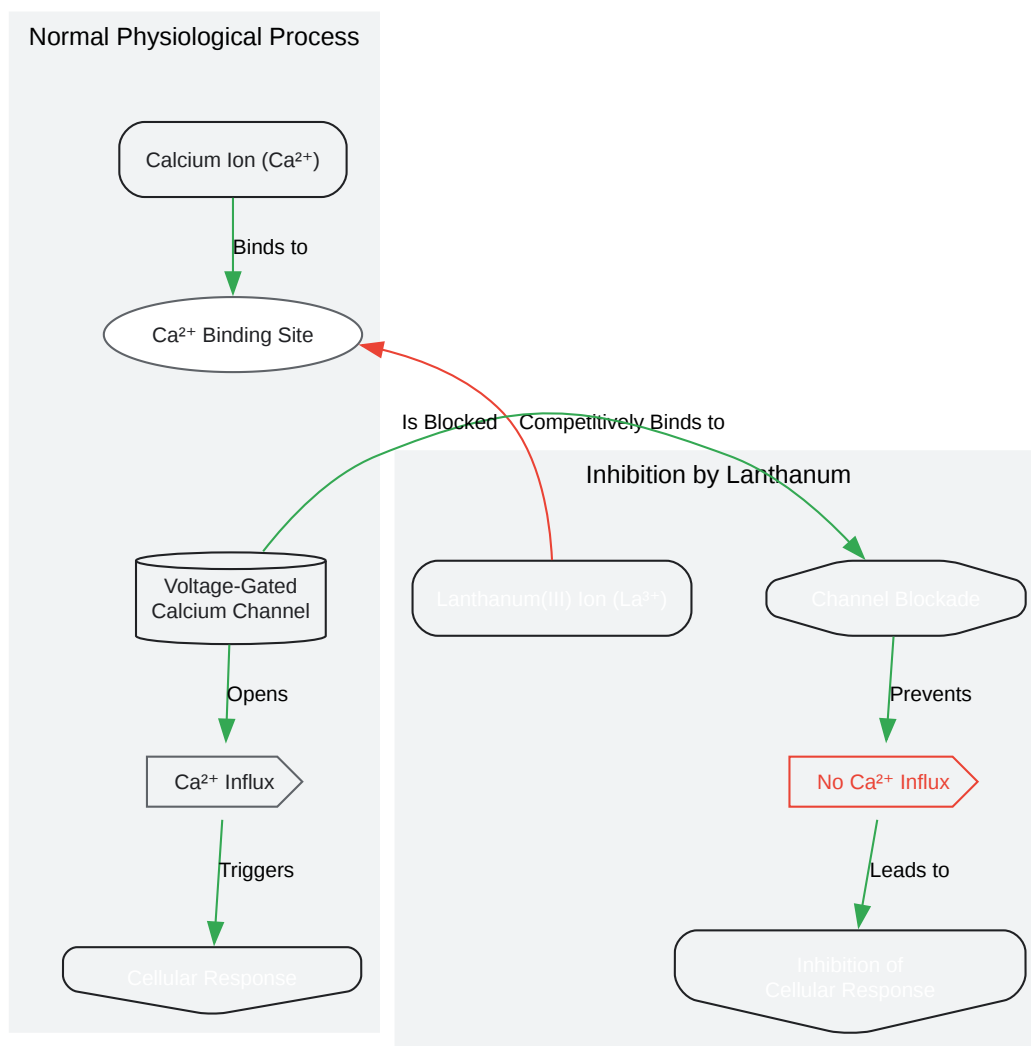 Normal Physiological Process
Calcium Ion (Ca²⁺)
Binds to
Ca²⁺ Binding Site
Is Blocked
Competitively Binds to
Inhibition by Lanthanum
Voltage-Gated
Calcium Channel
Lanthanum(III) Ion (La³⁺)
Channel Blockade
Opens
Prevents
Ca²⁺ Influx
No Ca²⁺ Influx
Triggers
Leads to
Cellular Response
Inhibition of
Cellular Response